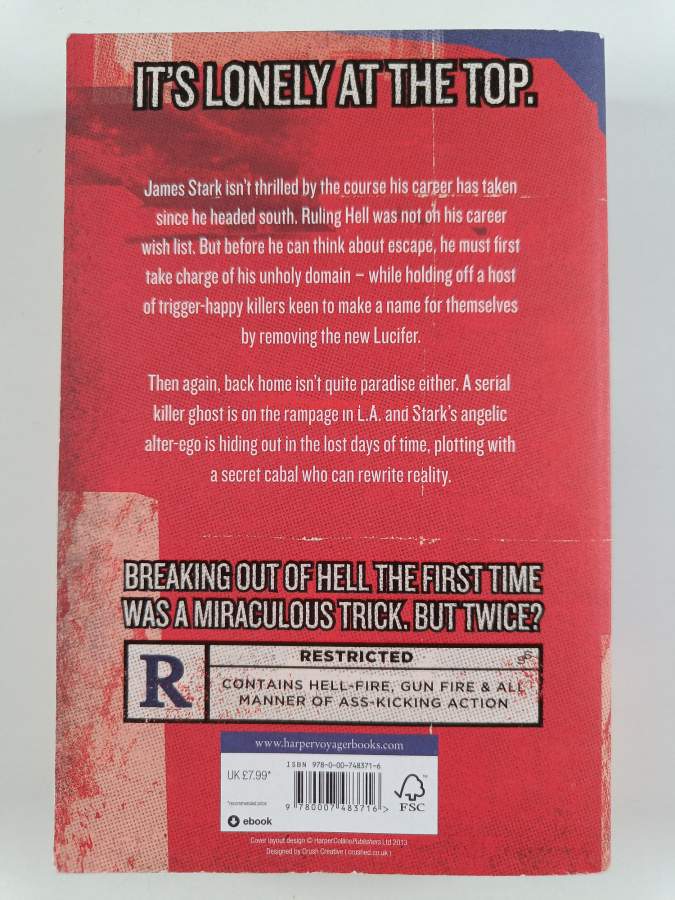 IT'S LONELY AT THE TOP.
James Stark isn't thrilled by the course his career has taken
since he headed south. Ruling Hell was not on his career
wish list. But before he can think about escape, he must first
take charge of his unholy domain – while holding off a host
of trigger-happy killers keen to make a name for themselves
by removing the new Lucifer.
Then again, back home isn't quite paradise either. A serial
killer ghost is on the rampage in L.A. and Stark's angelic
alter-ego is hiding out in the lost days of time, plotting with
a secret cabal who can rewrite reality.
BREAKING OUT OF HELL THE FIRST TIME
WAS A MIRACULOUS TRICK. BUT TWICE?
R
RESTRICTED
CONTAINS HELL-FIRE, GUN FIRE & ALL
MANNER OF ASS-KICKING ACTION
www.harpervoyagerbooks.com
ISBN 978-0-00-748371-6
UK £7.99*
*recommended price
9 780007 483716 >
FSC™
ebook
Cover layout design © HarperCollinsPublishers Ltd 2013
Designed by Crush Creative ( crushed.co.uk )